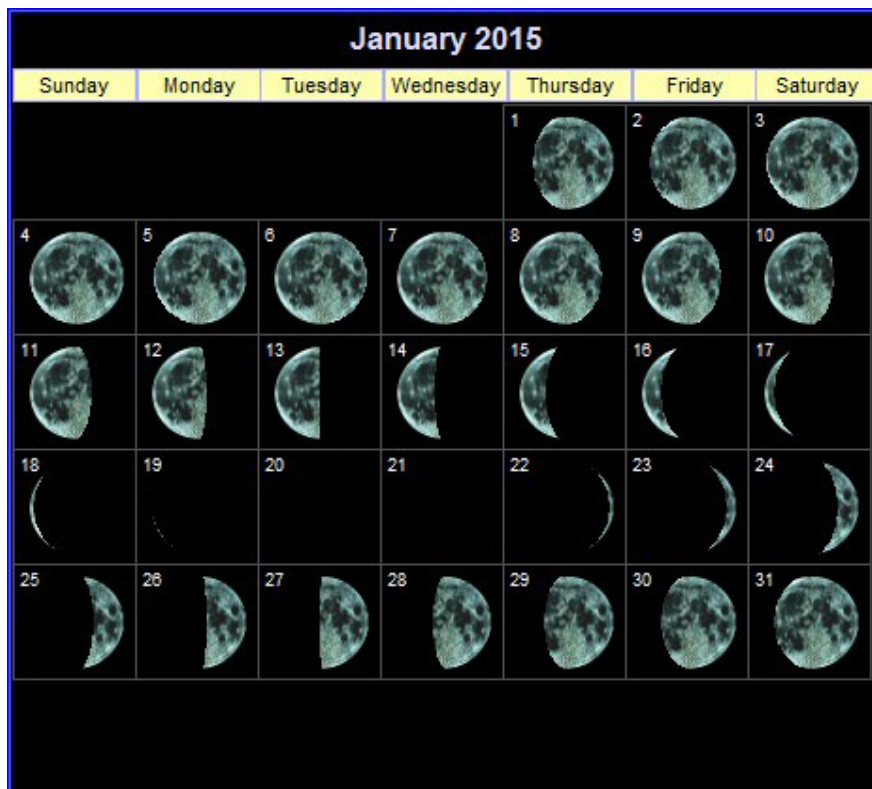 January 2015
Sunday Monday Tuesday Wednesday Thursday Friday Saturday
1 2 3
4 5 6 7 8 9 10
11 12 13 14 15 16 17
18 19 20 21 22 23 24
25 26 27 28 29 30 31